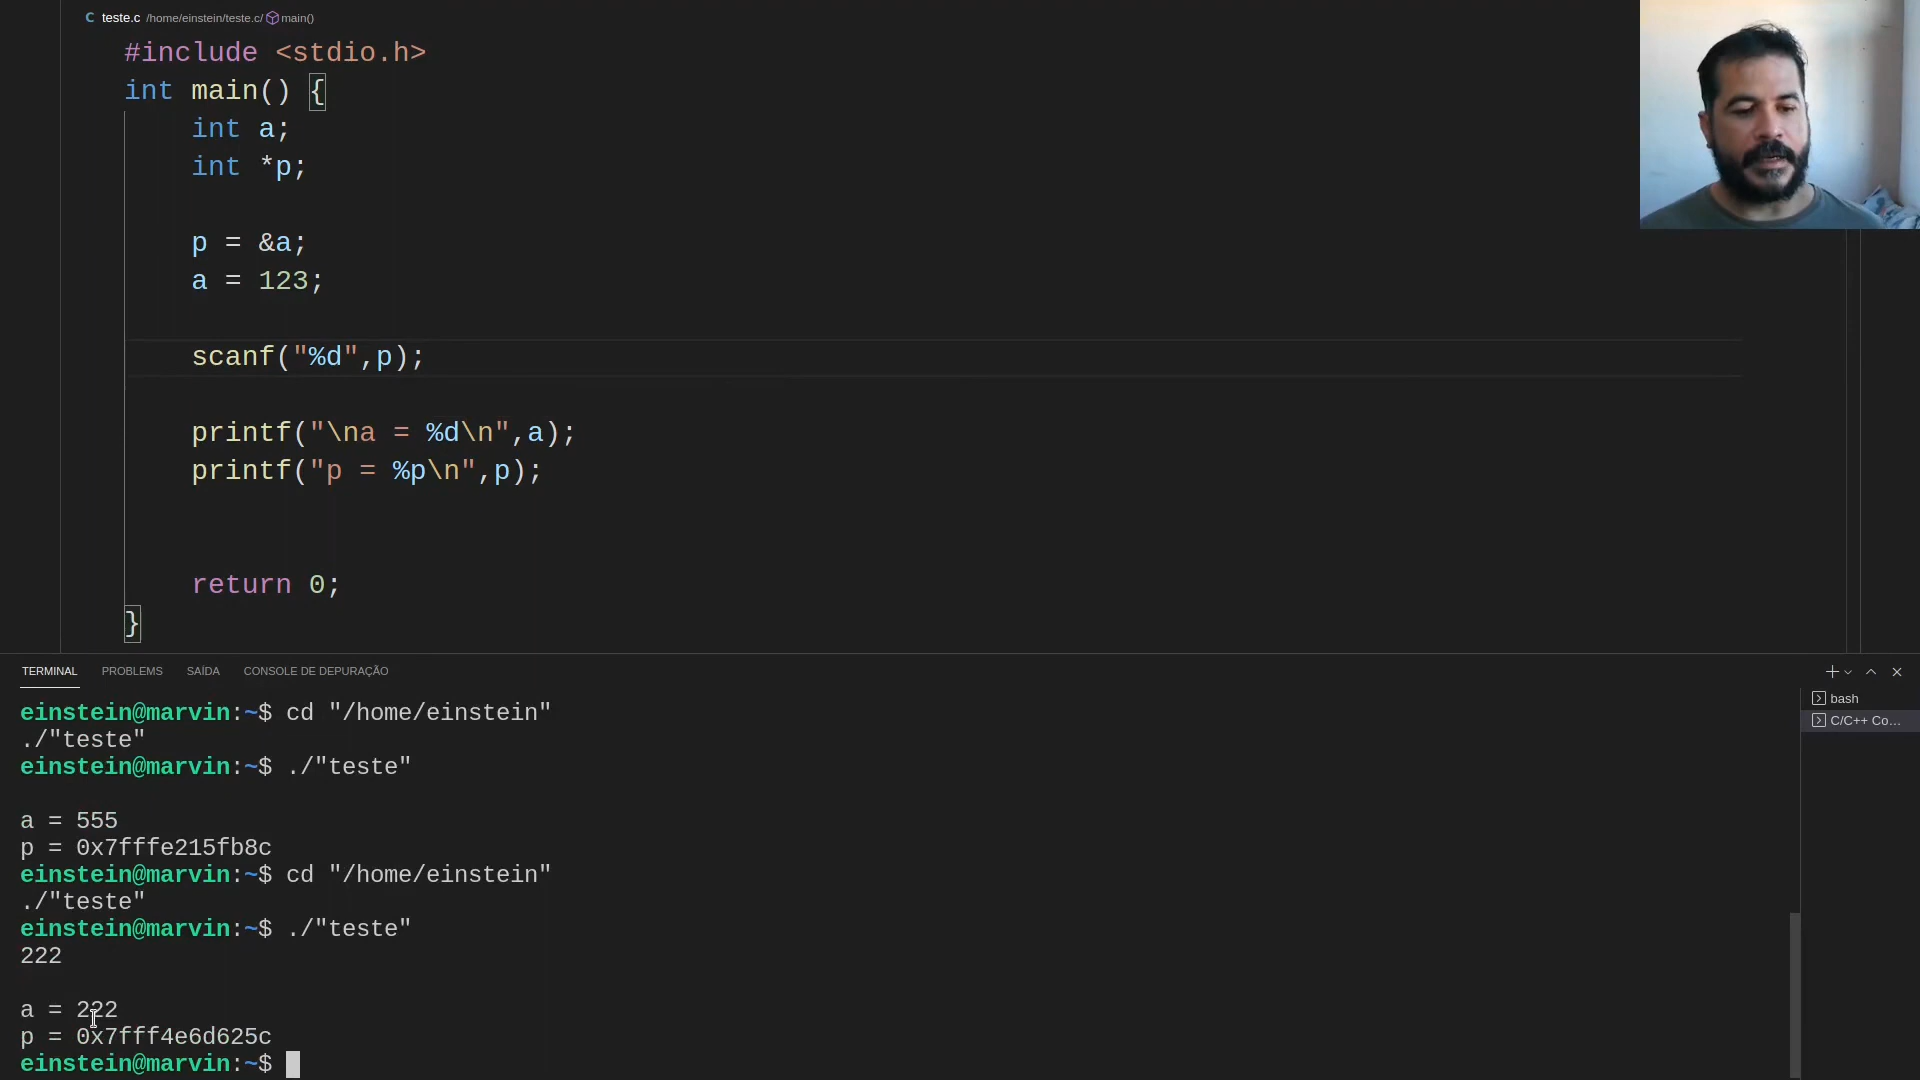 C teste.c /home/einstein/teste.c/ main()
#include <stdio.h>
int main() {
int a;
int *p;
p = &a;
a = 123;
scanf("%d",p);
printf("\na = %d\n",a);
printf("p = %p\n",p);
return 0;
}
TERMINAL PROBLEMS SAÍDA CONSOLE DE DEPURAÇÃO
bash
C/C++ Co...
einstein@marvin:~$ cd "/home/einstein"
./"teste"
einstein@marvin:~$ ./"teste"
a = 555
p = 0x7fffe215fb8c
einstein@marvin:~$ cd "/home/einstein"
./"teste"
einstein@marvin:~$ ./"teste"
222
a = 222
p = 0x7fff4e6d625c
einstein@marvin:~$